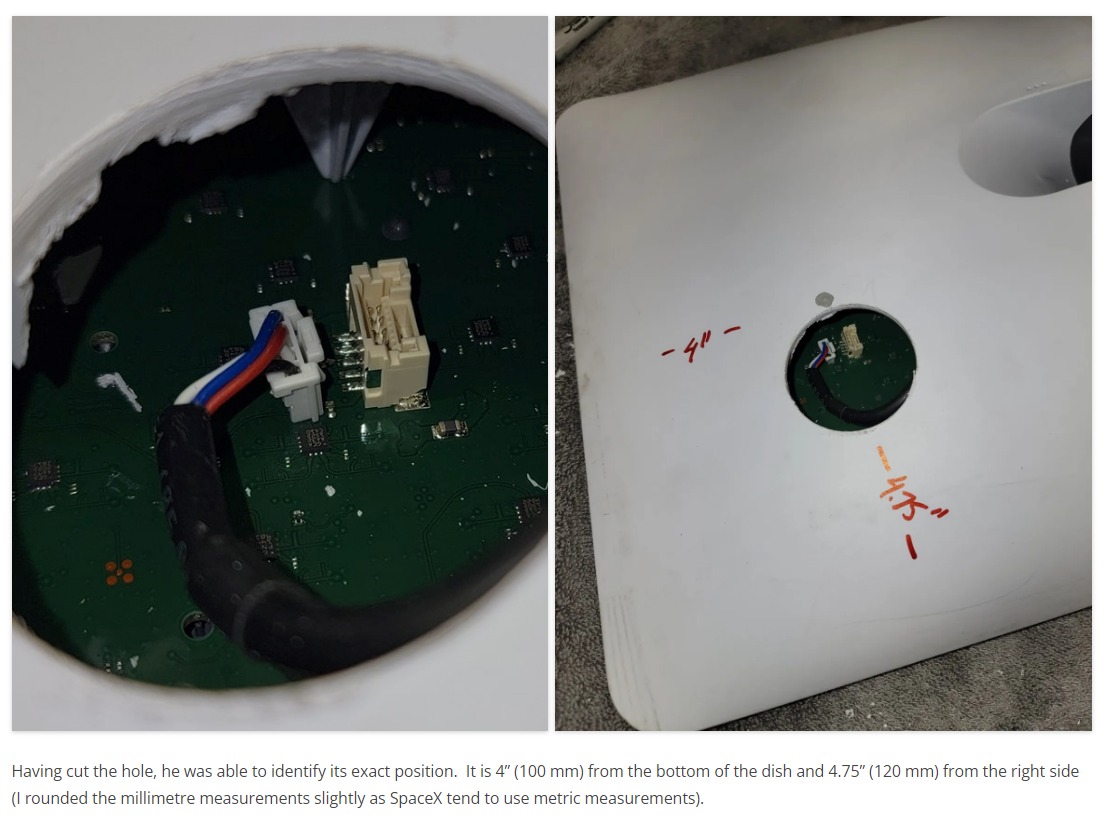 - 4" -
- 4.75" -
Having cut the hole, he was able to identify its exact position.  It is 4” (100 mm) from the bottom of the dish and 4.75” (120 mm) from the right side
(I rounded the millimetre measurements slightly as SpaceX tend to use metric measurements).